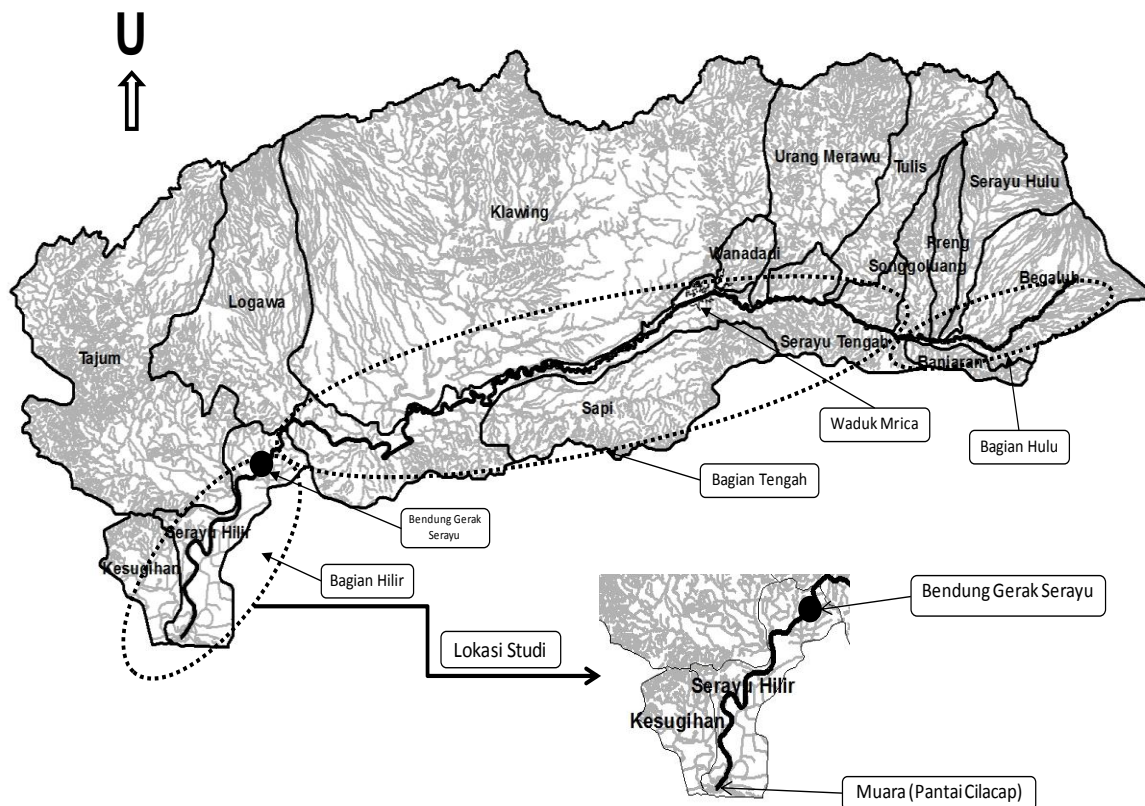 U
Urang Merawu
Tulis
Serayu Hulu
Klawing
Wanadadi
Preng
Songgoluang
Begaluh
Logawa
Tajum
Serayu Tengah
Banjaran
Sapi
Waduk Mrica
Bagian Hulu
Bagian Tengah
Bendung Gerak
Serayu
Serayu Hilir
Kesugihan
Bagian Hilir
Lokasi Studi
Bendung Gerak Serayu
Serayu Hilir
Kesugihan
Muara (Pantai Cilacap)